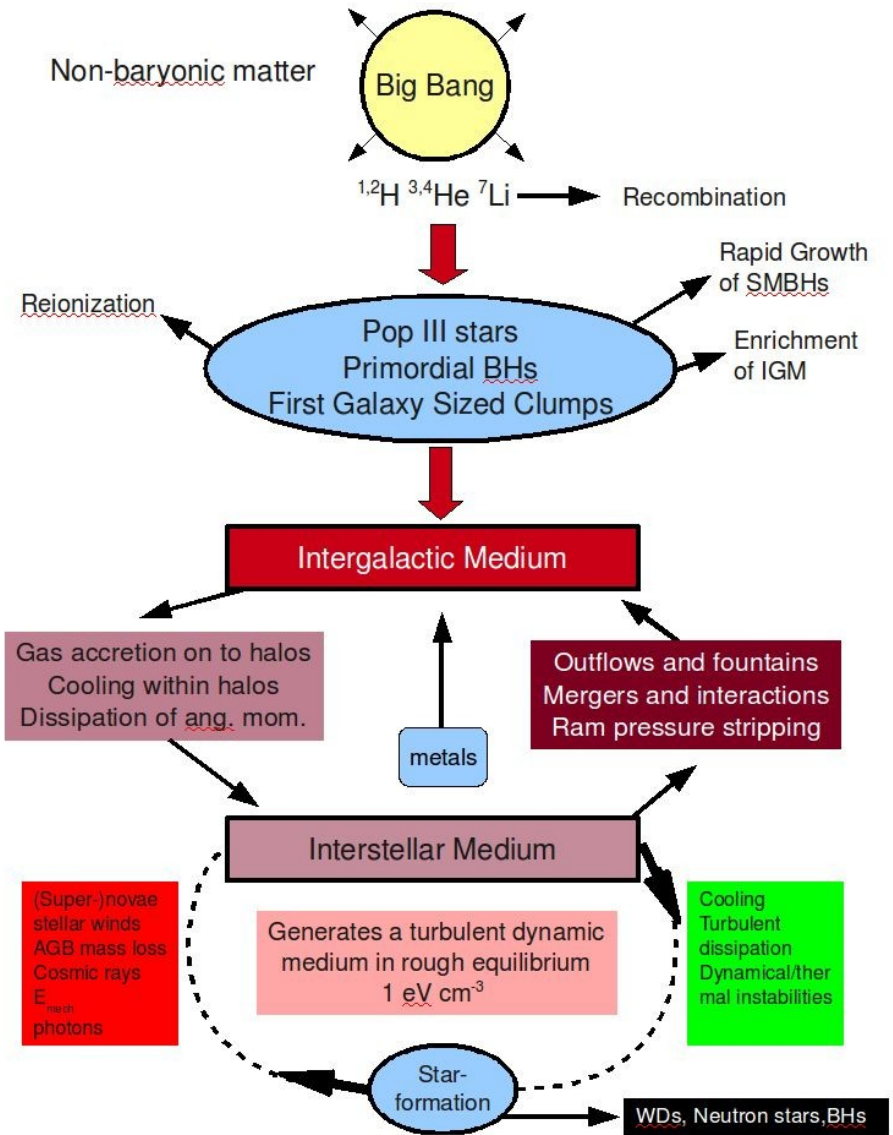 Non-baryonic matter
Big Bang
1,2H 3,4He 7Li
Recombination
Rapid Growth
of SMBHs
Reionization
Pop III stars
Primordial BHs
First Galaxy Sized Clumps
Enrichment
of IGM
Intergalactic Medium
Gas accretion on to halos
Cooling within halos
Dissipation of ang. mom.
Outflows and fountains
Mergers and interactions
Ram pressure stripping
metals
Interstellar Medium
(Super-)novae
stellar winds
AGB mass loss
Cosmic rays
Emech
photons
Generates a turbulent dynamic
medium in rough equilibrium
1 eV cm-3
Cooling
Turbulent
dissipation
Dynamical/ther
mal instabilities
Star-
formation
WDs, Neutron stars,BHs